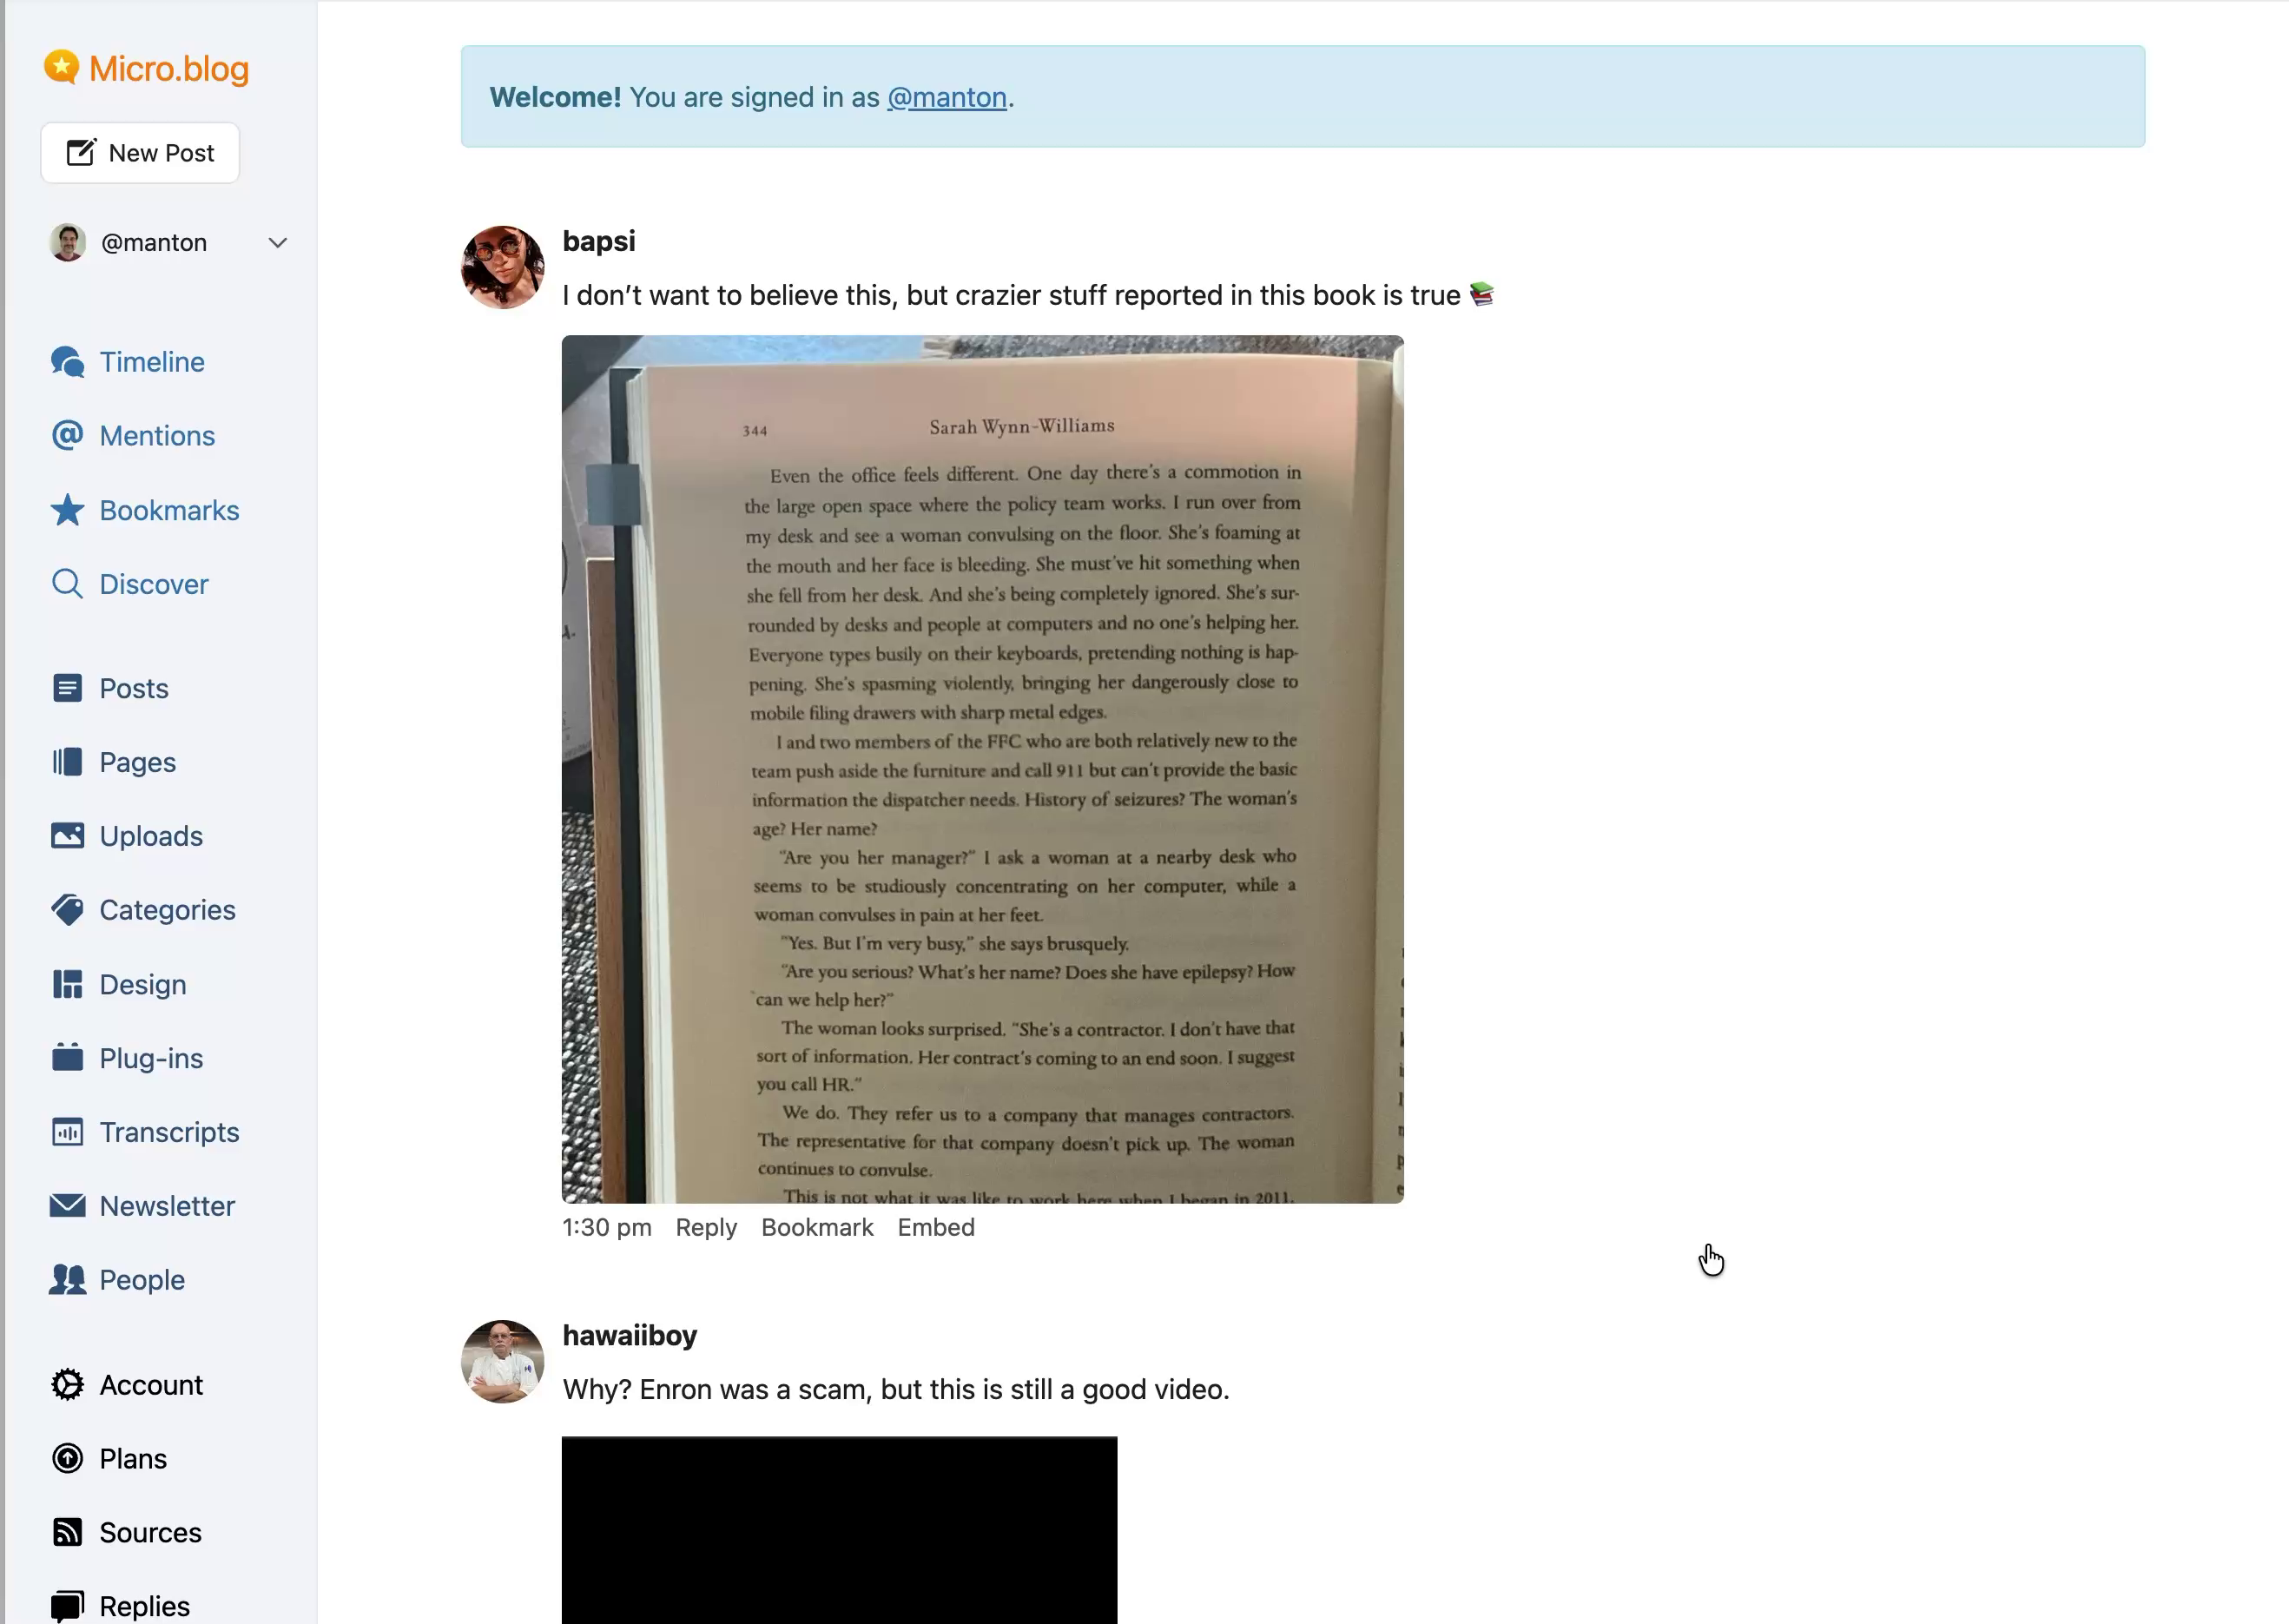 Micro.blog
New Post
@manton
Timeline
Mentions
Bookmarks
Discover
Posts
Pages
Uploads
Categories
Design
Plug-ins
Transcripts
Newsletter
People
Account
Plans
Sources
Replies
Welcome! You are signed in as @manton.
bapsi
I don’t want to believe this, but crazier stuff reported in this book is true 📚
344 Sarah Wynn-Williams
Even the office feels different. One day there’s a commotion in
the large open space where the policy team works. I run over from
my desk and see a woman convulsing on the floor. She’s foaming at
the mouth and her face is bleeding. She must’ve hit something when
she fell from her desk. And she’s being completely ignored. She’s sur-
rounded by desks and people at computers and no one’s helping her.
Everyone types busily on their keyboards, pretending nothing is hap-
pening. She’s spasming violently, bringing her dangerously close to
mobile filing drawers with sharp metal edges.
I and two members of the FFC who are both relatively new to the
team push aside the furniture and call 911 but can’t provide the basic
information the dispatcher needs. History of seizures? The woman’s
age? Her name?
“Are you her manager?” I ask a woman at a nearby desk who
seems to be studiously concentrating on her computer, while a
woman convulses in pain at her feet.
“Yes. But I’m very busy,” she says brusquely.
“Are you serious? What’s her name? Does she have epilepsy? How
can we help her?”
The woman looks surprised. “She’s a contractor. I don’t have that
sort of information. Her contract’s coming to an end soon. I suggest
you call HR.”
We do. They refer us to a company that manages contractors.
The representative for that company doesn’t pick up. The woman
continues to convulse.
This is not what it was like to work here when I began in 2011.
1:30 pm Reply Bookmark Embed
hawaiiboy
Why? Enron was a scam, but this is still a good video.